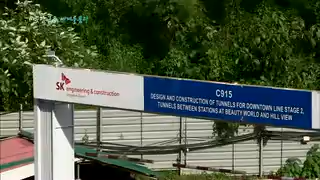 SK
engineering & construction
C915
DESIGN AND CONSTRUCTION OF TUNNELS FOR DOWNTOWN LINE STAGE 2,
TUNNELS BETWEEN STATIONS AT BEAUTY WORLD AND HILL VIEW